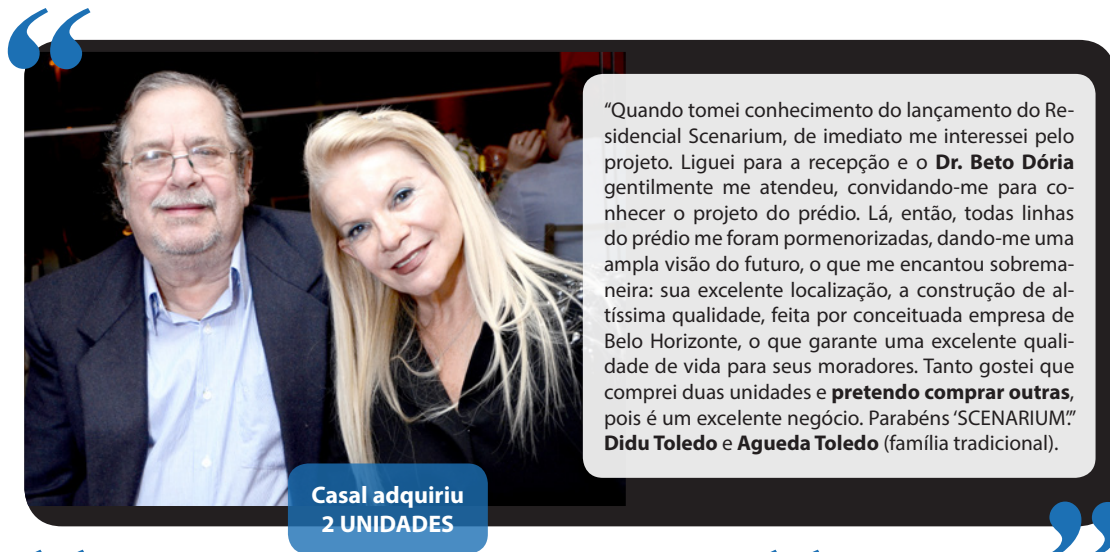 “Quando tomei conhecimento do lançamento do Re-
sidencial Scenarium, de imediato me interessei pelo
projeto. Liguei para a recepção e o Dr. Beto Dória
gentilmente me atendeu, convidando-me para co-
nhecer o projeto do prédio. Lá, então, todas linhas
do prédio me foram pormenorizadas, dando-me uma
ampla visão do futuro, o que me encantou sobrema-
neira: sua excelente localização, a construção de al-
tíssima qualidade, feita por conceituada empresa de
Belo Horizonte, o que garante uma excelente quali-
dade de vida para seus moradores. Tanto gostei que
comprei duas unidades e pretendo comprar outras,
pois é um excelente negócio. Parabéns ‘SCENARIUM’.”
Didu Toledo e Agueda Toledo (família tradicional).
Casal adquiriu
2 UNIDADES